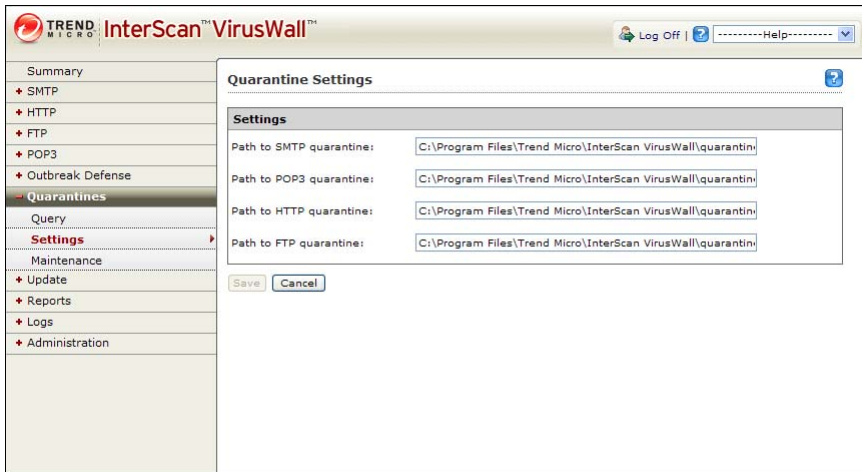 TREND MICRO InterScan™ VirusWall™
Log Off | ? ---------Help---------
Summary
+ SMTP
+ HTTP
+ FTP
+ POP3
+ Outbreak Defense
- Quarantines
Query
Settings
Maintenance
+ Update
+ Reports
+ Logs
+ Administration
Quarantine Settings ?
Settings
Path to SMTP quarantine: C:\Program Files\Trend Micro\InterScan VirusWall\quarantin
Path to POP3 quarantine: C:\Program Files\Trend Micro\InterScan VirusWall\quarantin
Path to HTTP quarantine: C:\Program Files\Trend Micro\InterScan VirusWall\quarantin
Path to FTP quarantine: C:\Program Files\Trend Micro\InterScan VirusWall\quarantin
Save Cancel